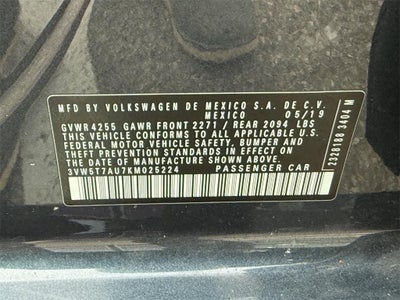 MFD. BY VOLKSWAGEN DE MEXICO S.A. DE C.V.
MEXICO 05/19
GVWR 4255 GAWR FRONT 2271 / REAR 2094 LBS
THIS VEHICLE CONFORMS TO ALL APPLICABLE U.S.
FEDERAL MOTOR VEHICLE SAFETY, BUMPER, AND
THEFT PREVENTION STANDARDS IN EFFECT ON
THE DATE OF MANUFACTURE SHOWN ABOVE.
3VW5T7AU7KM025224 PASSENGER CAR
2328188 3404 M